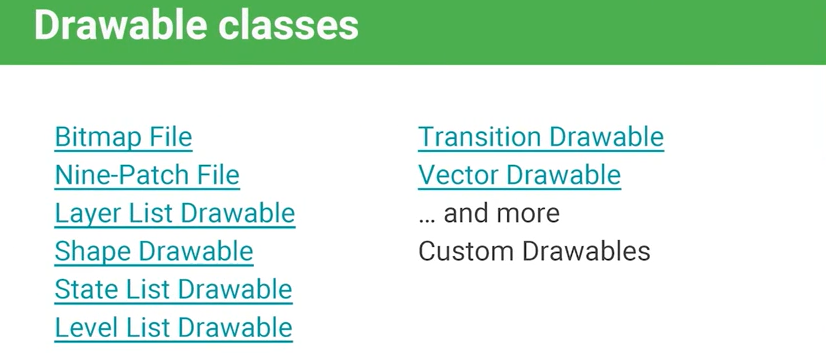 Drawable classes
Bitmap File
Nine-Patch File
Layer List Drawable
Shape Drawable
State List Drawable
Level List Drawable
Transition Drawable
Vector Drawable
... and more
Custom Drawables